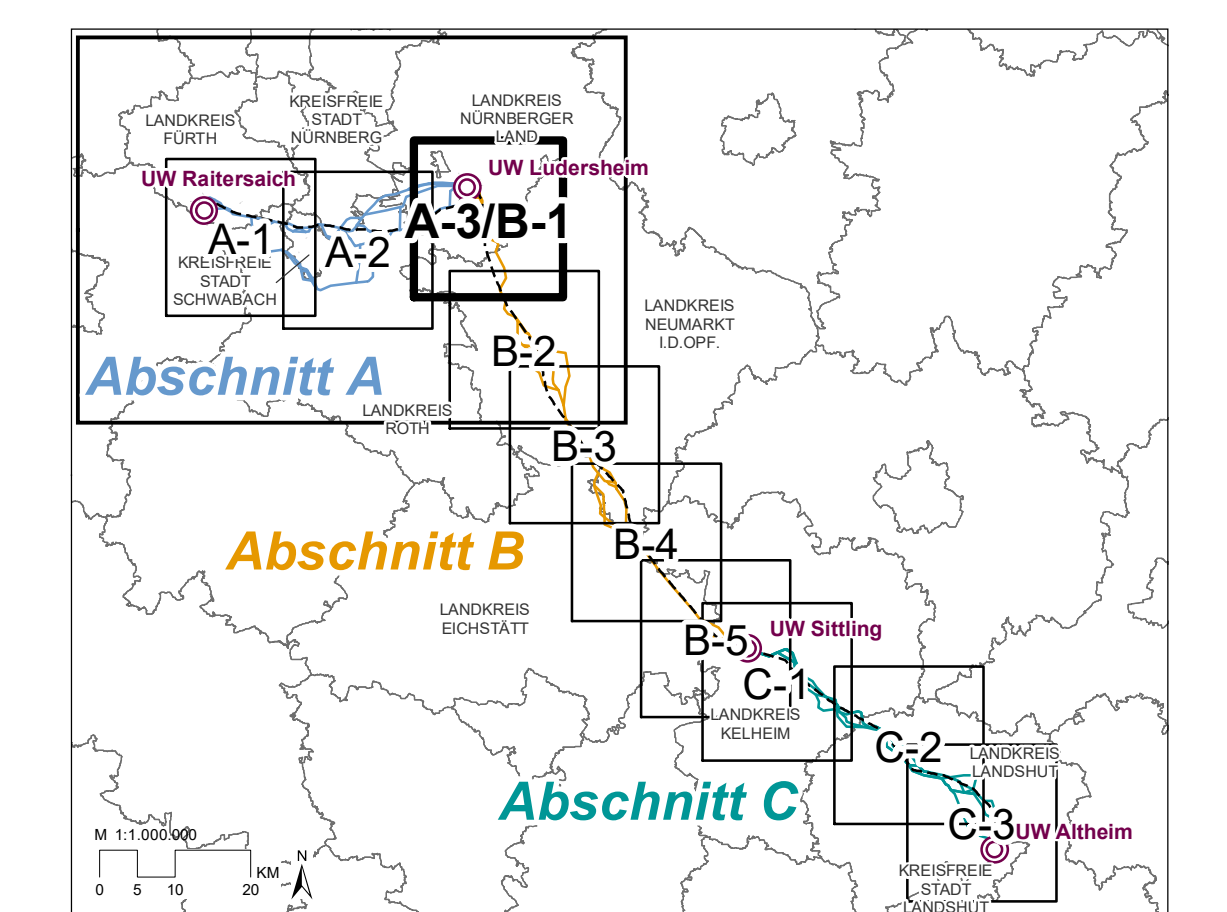 LANDKREIS
FÜRTH
KREISFREIE
STADT
NÜRNBERG
LANDKREIS
NÜRNBERGER
LAND
UW Raitersaich
UW Ludersheim
A-1
A-2
A-3/B-1
KREISFREIE
STADT
SCHWABACH
LANDKREIS
NEUMARKT
I.D.OPF.
B-2
Abschnitt A
LANDKREIS
ROTH
B-3
Abschnitt B
B-4
LANDKREIS
EICHSTÄTT
B-5
UW Sittling
C-1
LANDKREIS
KELHEIM
C-2
LANDKREIS
LANDSHUT
Abschnitt C
C-3
UW Altheim
KREISFREIE
STADT
LANDSHUT
M 1:1.000.000
KM
0 5 10 20
N